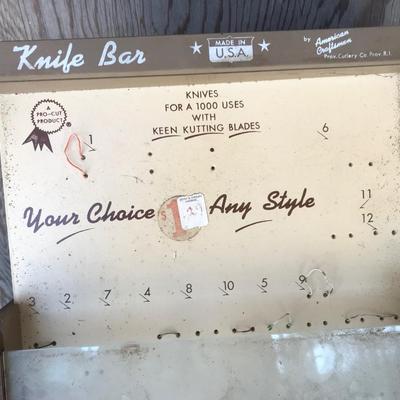 Knife Bar
MADE IN
U.S.A.
by American
Craftsmen
Prov. Cutlery Co. Prov. R.I.
A
PRO-CUT
PRODUCT
®
KNIVES
FOR A 1000 USES
WITH
KEEN KUTTING BLADES
1
6
Your Choice $1 Any Style
11
12
3 2 7 4 8 10 5 9